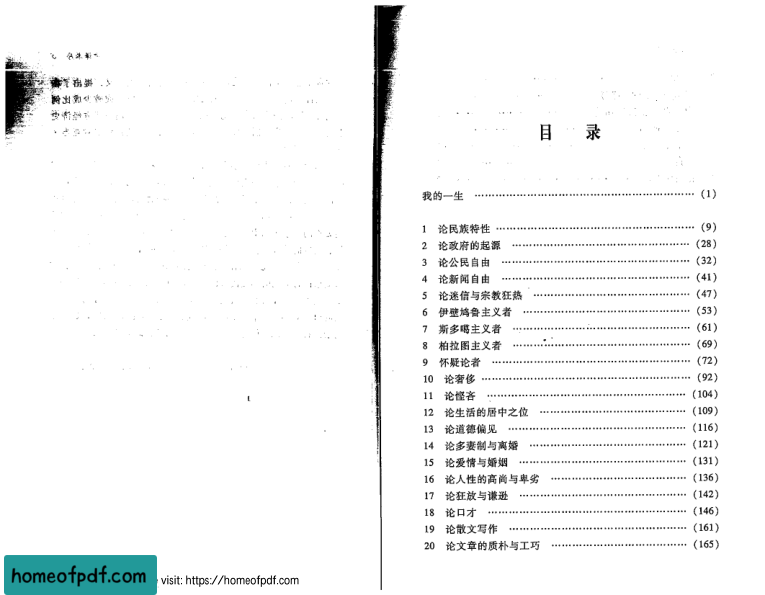 目 录
我的一生 …………………………………………… (1)
1 论民族特性 …………………………………………… (9)
2 论政府的起源 …………………………………………… (28)
3 论公民自由 …………………………………………… (32)
4 论新闻自由 …………………………………………… (41)
5 论迷信与宗教狂热 …………………………………………… (47)
6 伊壁鸠鲁主义者 …………………………………………… (53)
7 斯多噶主义者 …………………………………………… (61)
8 柏拉图主义者 …………………………………………… (69)
9 怀疑论者 …………………………………………… (72)
10 论奢侈 …………………………………………… (92)
11 论悭吝 …………………………………………… (104)
12 论生活的居中之位 …………………………………………… (109)
13 论道德偏见 …………………………………………… (116)
14 论多妻制与离婚 …………………………………………… (121)
15 论爱情与婚姻 …………………………………………… (131)
16 论人性的高尚与卑劣 …………………………………………… (136)
17 论狂放与谦逊 …………………………………………… (142)
18 论口才 …………………………………………… (146)
19 论散文写作 …………………………………………… (161)
20 论文章的质朴与工巧 …………………………………………… (165)
homeofpdf.com
visit: https://homeofpdf.com